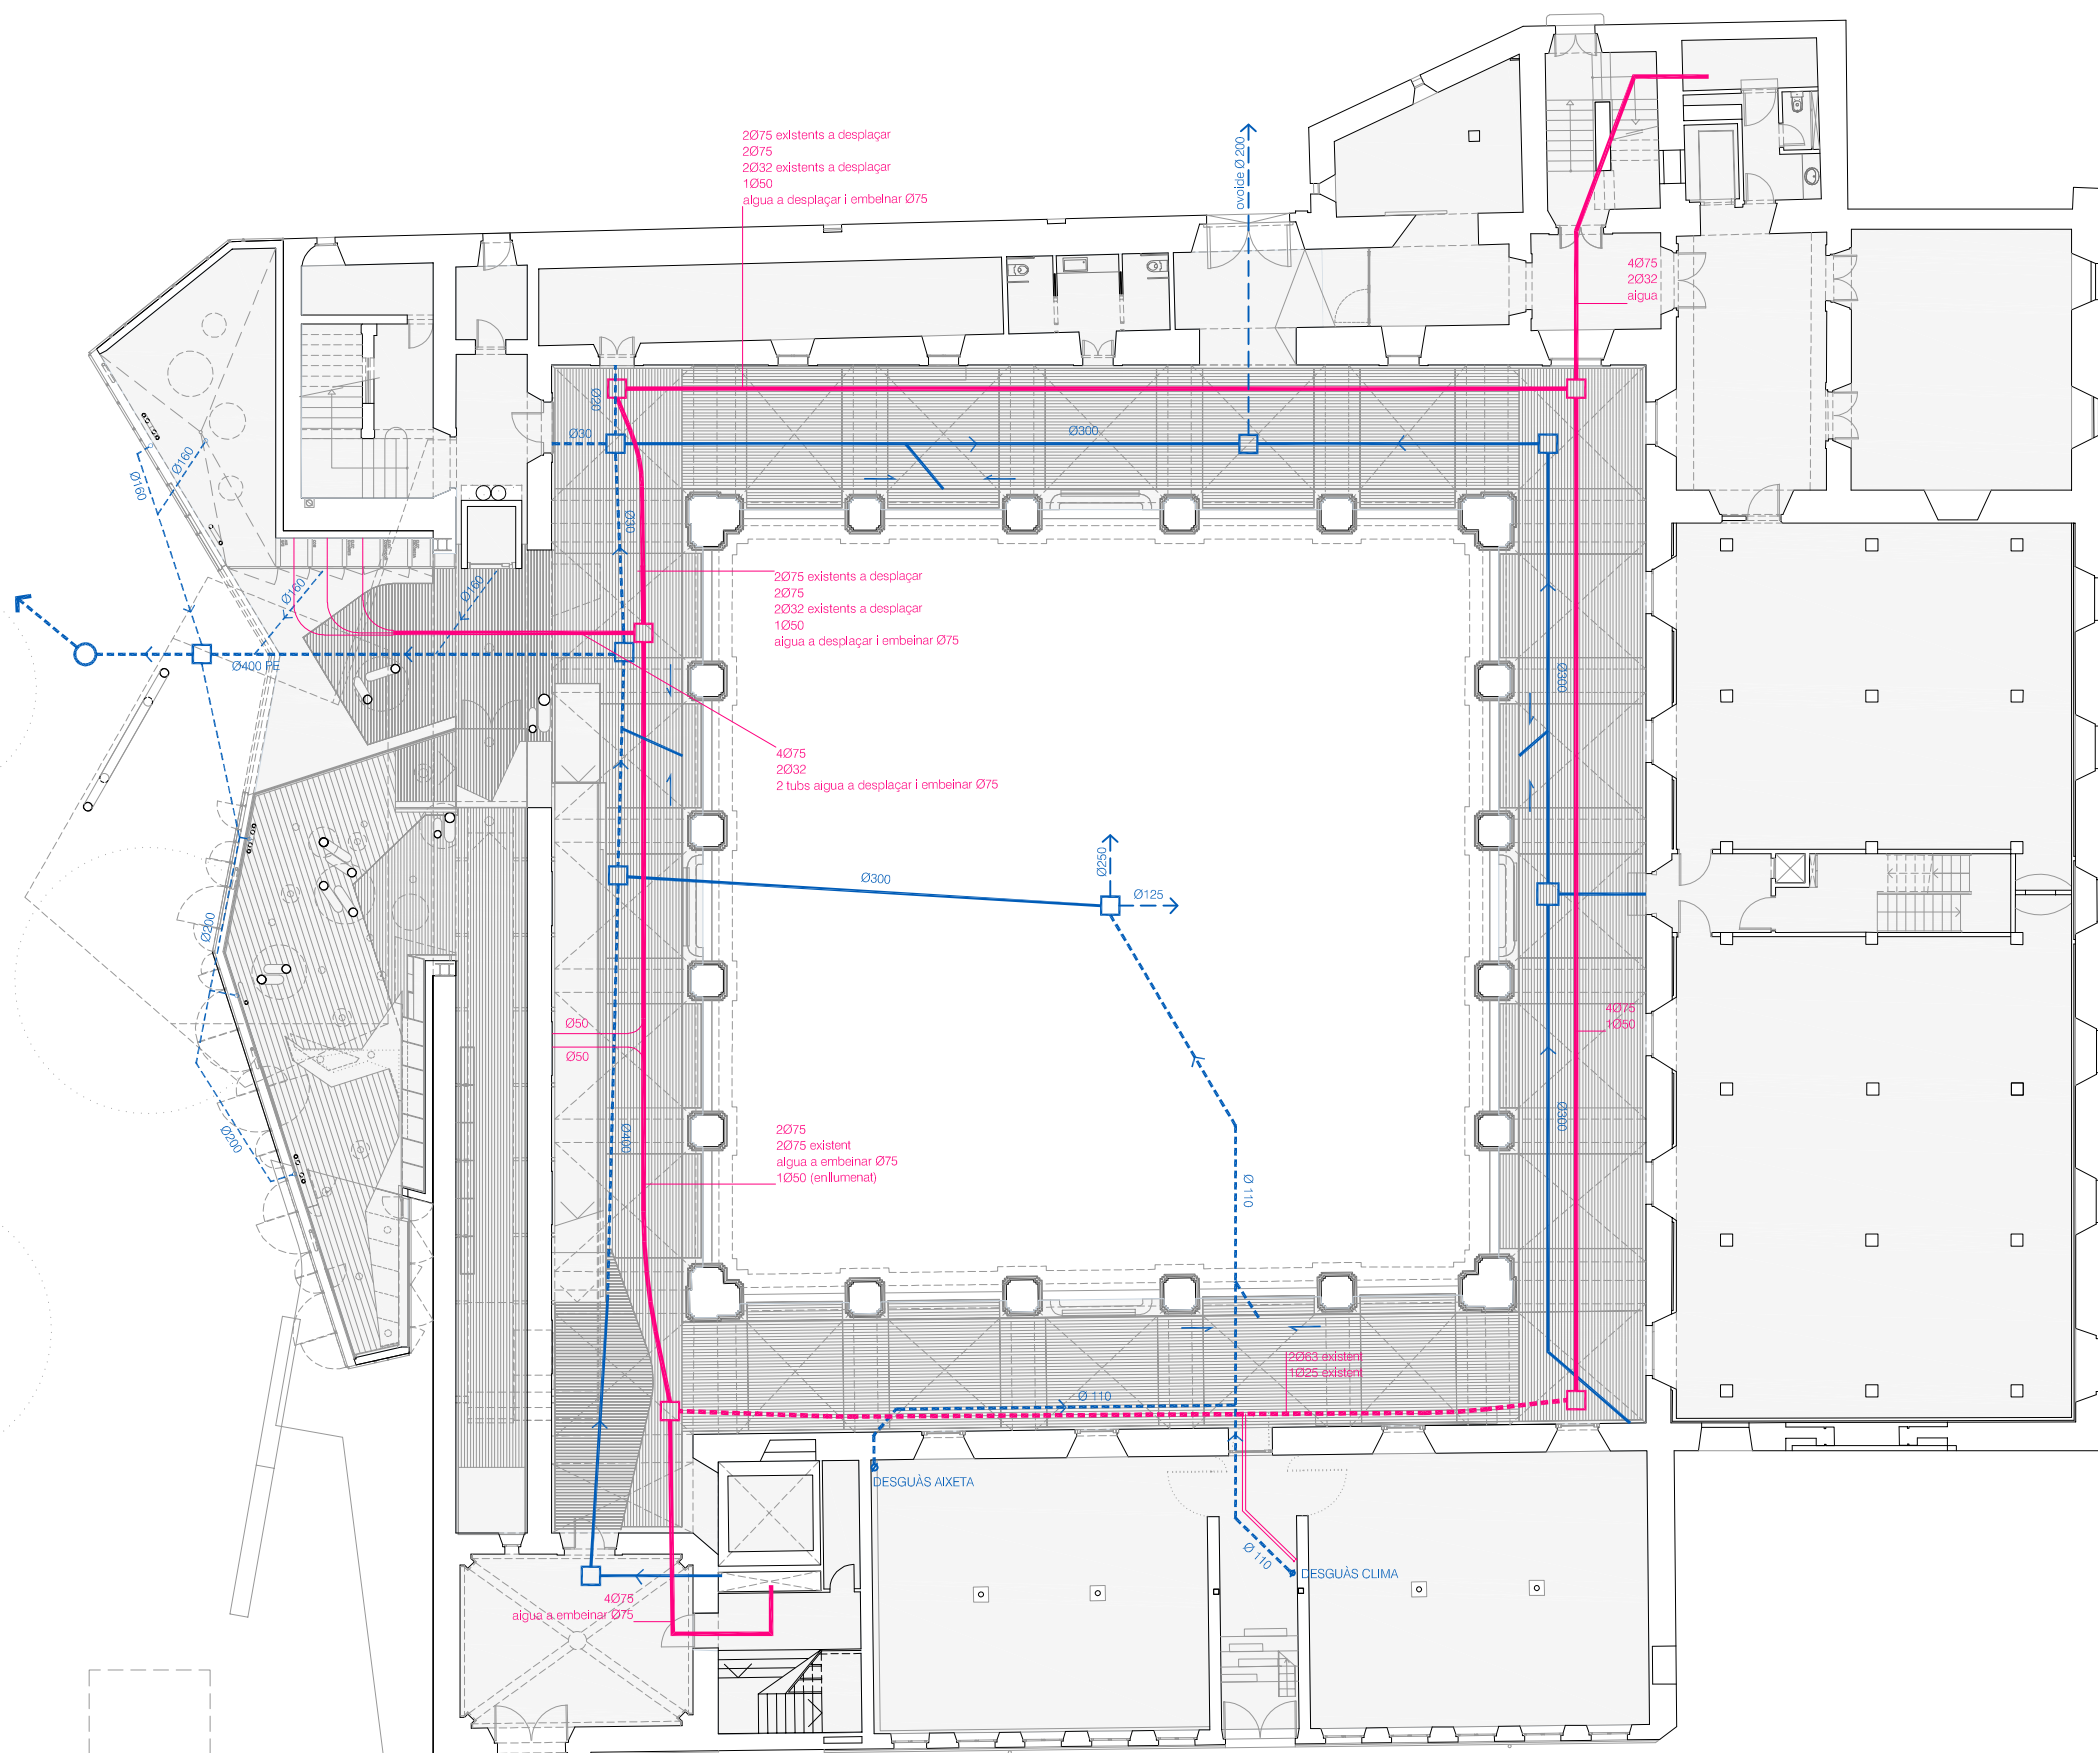 2Ø75 existents a desplaçar
2Ø75
2Ø32 existents a desplaçar
1Ø50
aigua a desplaçar i embeinar Ø75
ovoide Ø 200
4Ø75
2Ø32
aigua
Ø20
Ø30
Ø300
Ø160
Ø160
Ø30
Ø160
Ø160
2Ø75 existents a desplaçar
2Ø75
2Ø32 existents a desplaçar
1Ø50
aigua a desplaçar i embeinar Ø75
Ø400 PE
Ø300
4Ø75
2Ø32
2 tubs aigua a desplaçar i embeinar Ø75
Ø250
Ø300
Ø125
Ø200
4Ø75
1Ø50
Ø50
Ø50
Ø400
Ø200
2Ø75
2Ø75 existent
aigua a embeinar Ø75
1Ø50 (enllumenat)
Ø 110
Ø300
2Ø63 existent
1Ø25 existent
Ø 110
DESGUÀS AIXETA
Ø 110
DESGUÀS CLIMA
4Ø75
aigua a embeinar Ø75